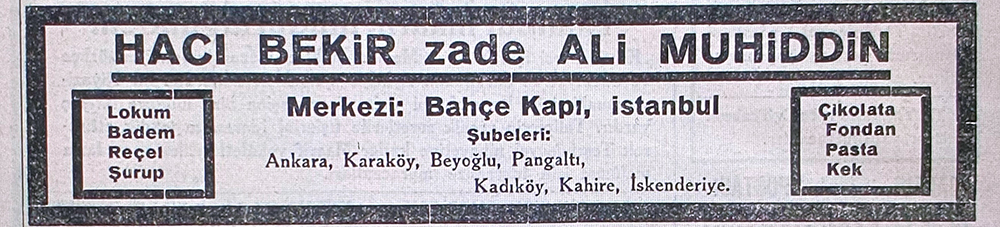 HACI BEKiR zade ALi MUHiDDiN
Lokum
Badem
Reçel
Şurup
Merkezi: Bahçe Kapı, istanbul
Şubeleri:
Ankara, Karaköy, Beyoğlu, Pangaltı,
Kadıköy, Kahire, İskenderiye.
Çikolata
Fondan
Pasta
Kek